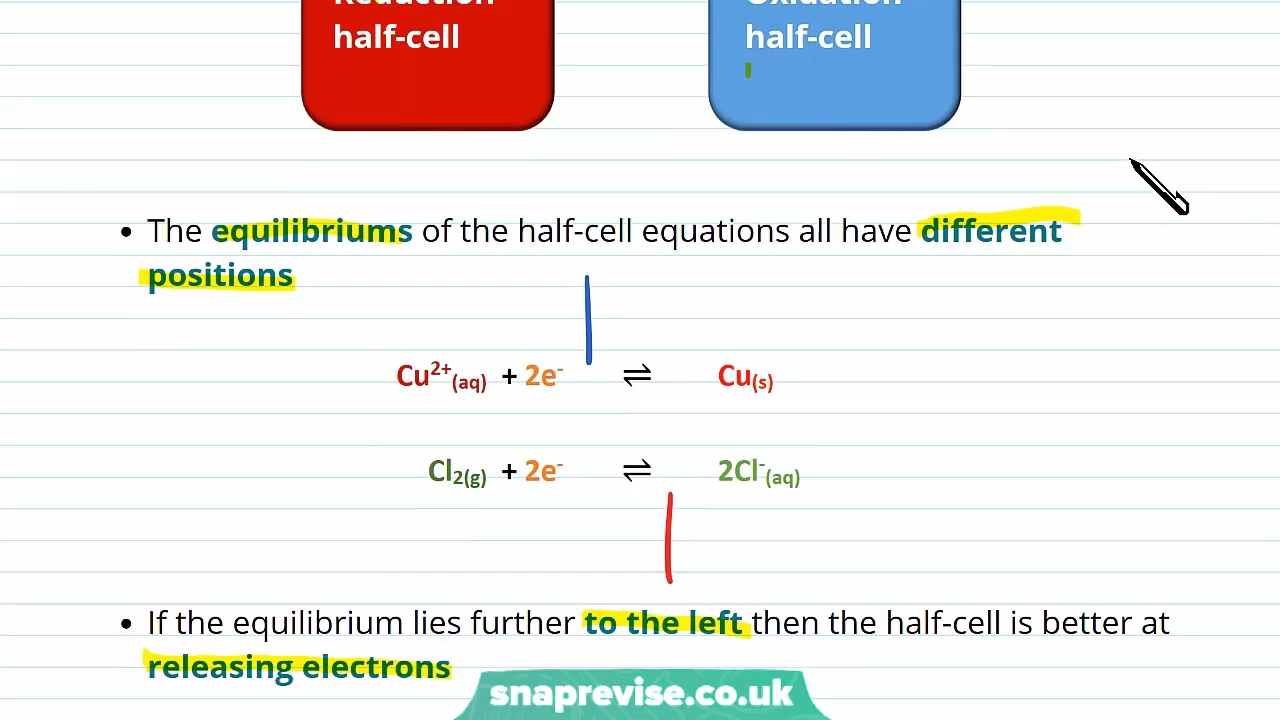 Reduction
half-cell
Oxidation
half-cell
• The equilibriums of the half-cell equations all have different
positions
Cu²⁺(aq) + 2e⁻ ⇌ Cu(s)
Cl₂(g) + 2e⁻ ⇌ 2Cl⁻(aq)
• If the equilibrium lies further to the left then the half-cell is better at
releasing electrons
snaprevise.co.uk